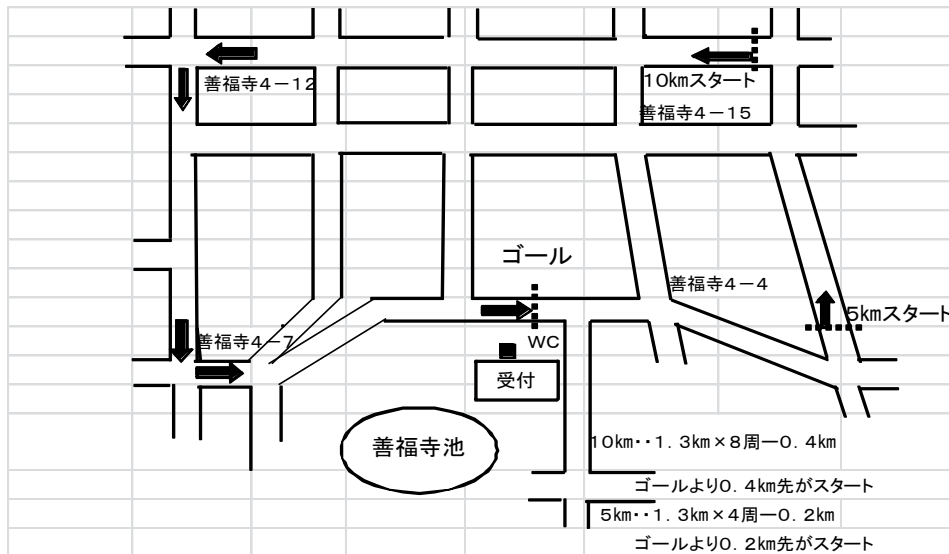 善福寺4－12
10kmスタート
善福寺4－15
ゴール
善福寺4－4
5kmスタート
善福寺4－7
WC
受付
善福寺池
10km‥1．3km×8周－0．4km
ゴールより0．4km先がスタート
5km‥1．3km×4周－0．2km
ゴールより0．2km先がスタート